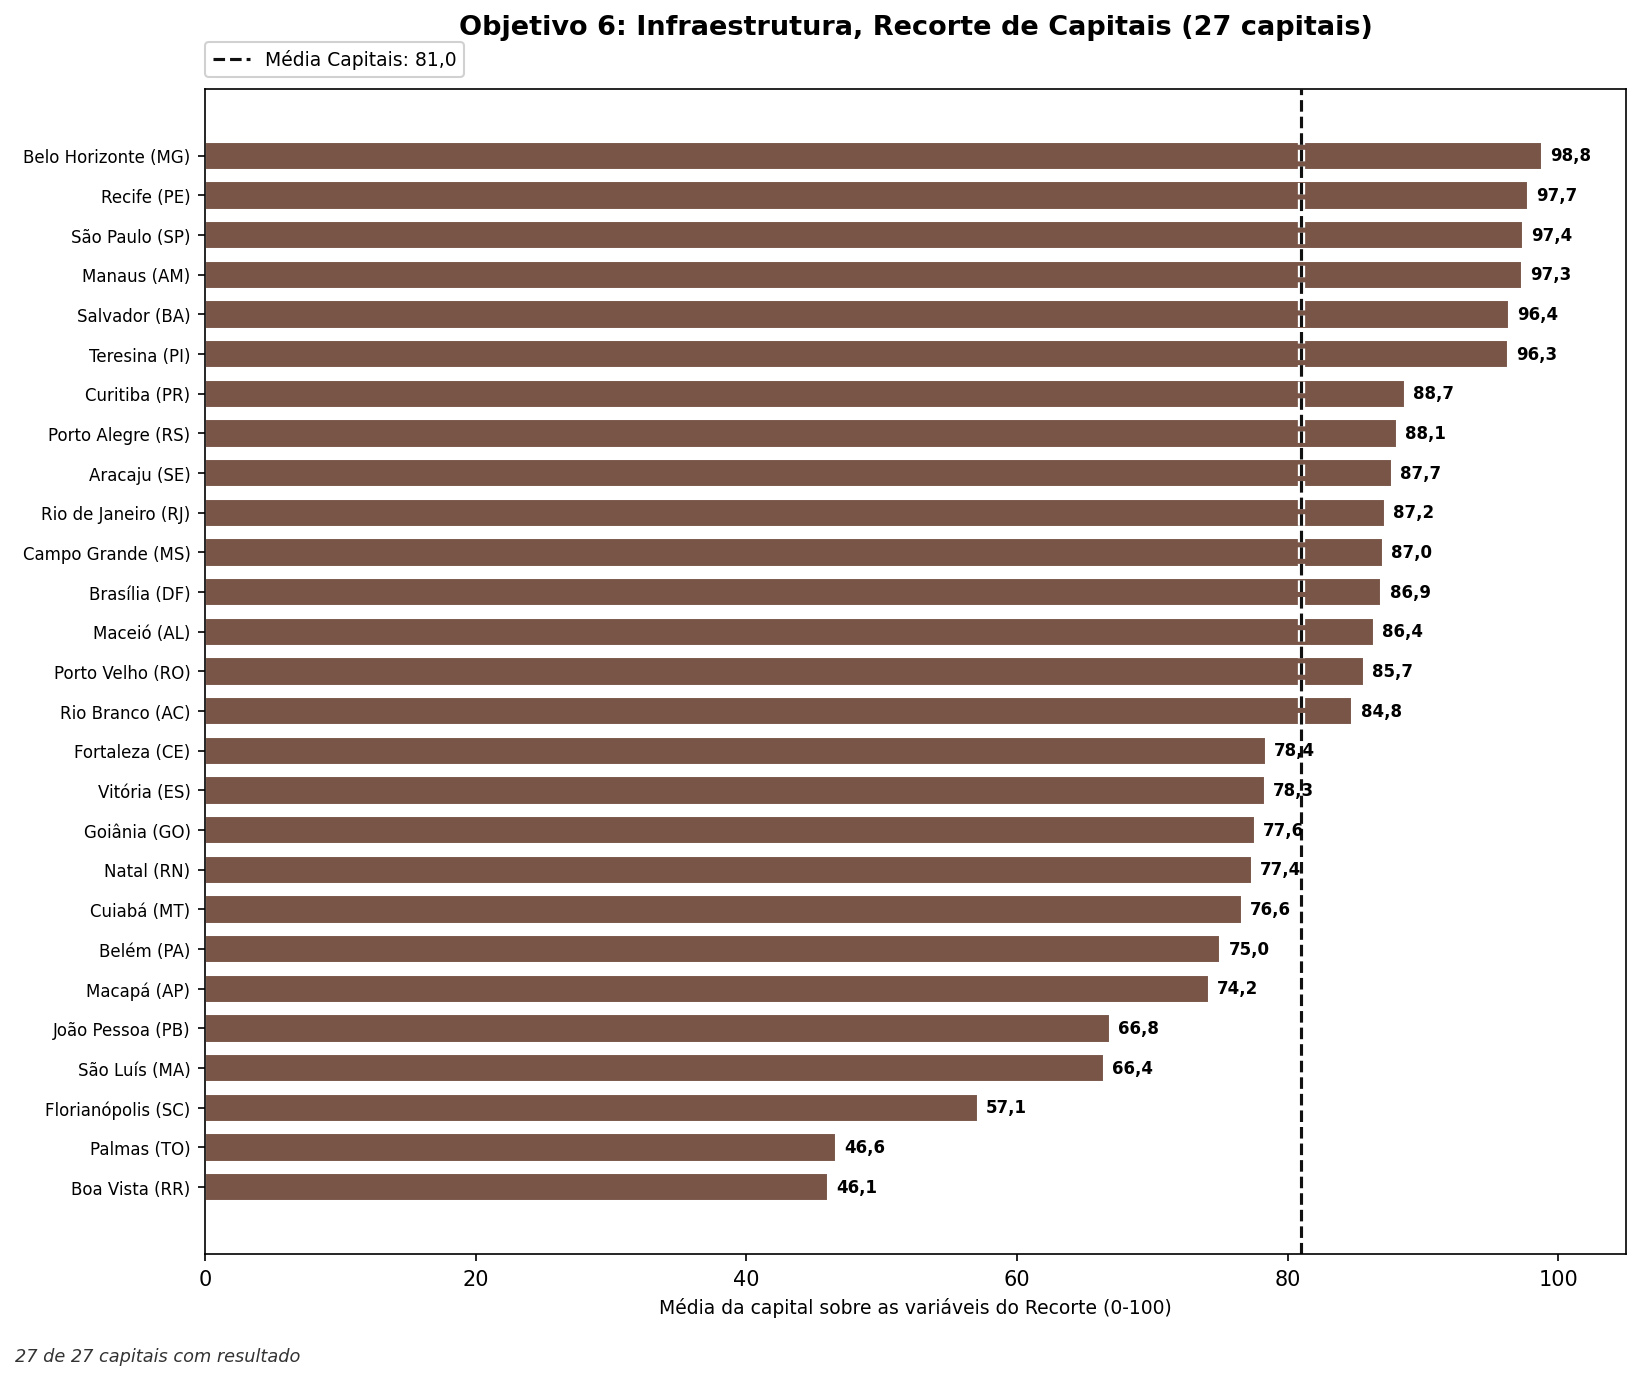 Objetivo 6: Infraestrutura, Recorte de Capitais (27 capitais)
Média Capitais: 81,0
Belo Horizonte (MG) 98,8
Recife (PE) 97,7
São Paulo (SP) 97,4
Manaus (AM) 97,3
Salvador (BA) 96,4
Teresina (PI) 96,3
Curitiba (PR) 88,7
Porto Alegre (RS) 88,1
Aracaju (SE) 87,7
Rio de Janeiro (RJ) 87,2
Campo Grande (MS) 87,0
Brasília (DF) 86,9
Maceió (AL) 86,4
Porto Velho (RO) 85,7
Rio Branco (AC) 84,8
Fortaleza (CE) 78,4
Vitória (ES) 78,3
Goiânia (GO) 77,6
Natal (RN) 77,4
Cuiabá (MT) 76,6
Belém (PA) 75,0
Macapá (AP) 74,2
João Pessoa (PB) 66,8
São Luís (MA) 66,4
Florianópolis (SC) 57,1
Palmas (TO) 46,6
Boa Vista (RR) 46,1
0 20 40 60 80 100
Média da capital sobre as variáveis do Recorte (0-100)
27 de 27 capitais com resultado